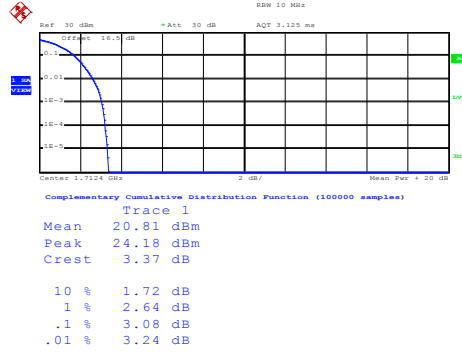 RBW 10 MHz
Ref 30 dBm *Att 30 dB AQT 3.125 ms
Offset 16.5 dB
0.1
A
0.01
1 SA
VIEW
1E-3
LV
1E-4
1E-5
3D
Center 1.7124 GHz 2 dB/ Mean Pwr + 20 dB
Complementary Cumulative Distribution Function (100000 samples)
Trace 1
Mean 20.81 dBm
Peak 24.18 dBm
Crest 3.37 dB
10 % 1.72 dB
1 % 2.64 dB
.1 % 3.08 dB
.01 % 3.24 dB